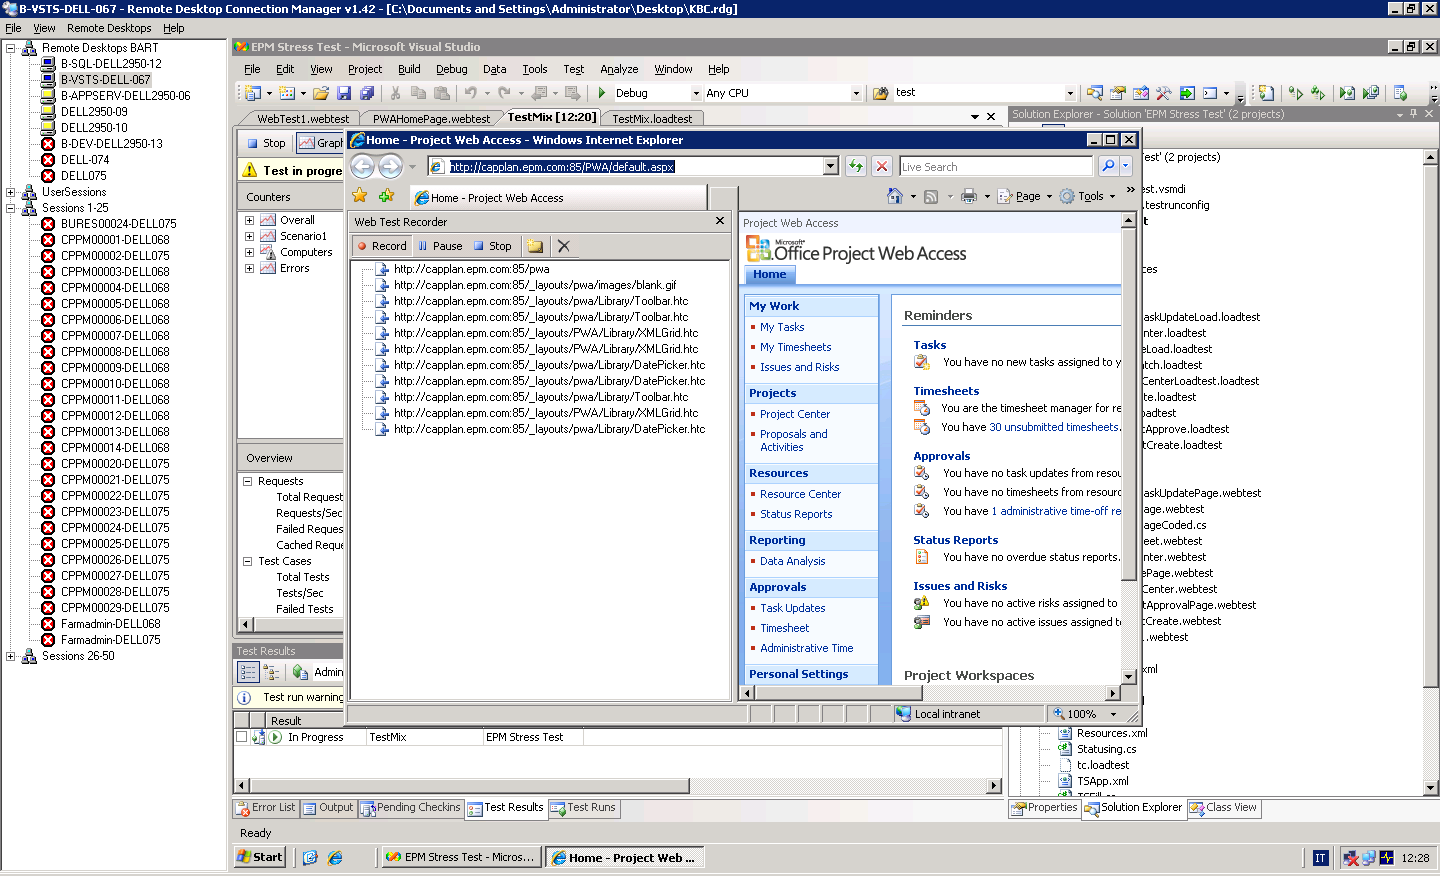 B-VSTS-DELL-067 - Remote Desktop Connection Manager v1.42 - [C:\Documents and Settings\Administrator\Desktop\KBC.rdg]
File View Remote Desktops Help
Remote Desktops BART
B-SQL-DELL2950-12
B-VSTS-DELL-067
B-APPSERV-DELL2950-06
DELL2950-09
DELL2950-10
B-DEV-DELL2950-13
DELL-074
DELL075
UserSessions
Sessions 1-25
BURES00024-DELL075
CPPM00001-DELL068
CPPM00002-DELL075
CPPM00003-DELL068
CPPM00004-DELL068
CPPM00005-DELL068
CPPM00006-DELL068
CPPM00007-DELL068
CPPM00008-DELL068
CPPM00009-DELL068
CPPM00010-DELL068
CPPM00011-DELL068
CPPM00012-DELL068
CPPM00013-DELL068
CPPM00014-DELL068
CPPM00020-DELL075
CPPM00021-DELL075
CPPM00022-DELL075
CPPM00023-DELL075
CPPM00024-DELL075
CPPM00025-DELL075
CPPM00026-DELL075
CPPM00027-DELL075
CPPM00028-DELL075
CPPM00029-DELL075
Farmadmin-DELL068
Farmadmin-DELL075
Sessions 26-50
EPM Stress Test - Microsoft Visual Studio
File Edit View Project Build Debug Data Tools Test Analyze Window Help
Debug Any CPU test
WebTest1.webtest PWAHomePage.webtest TestMix [12:20] TestMix.loadtest
Stop Graph
Test in progre
Counters
Overall
Scenario1
Computers
Errors
Overview
Requests
Total Request
Requests/Sec
Failed Reque
Cached Reque
Test Cases
Total Tests
Tests/Sec
Failed Tests
Home - Project Web Access - Windows Internet Explorer
http://capplan.epm.com:85/PWA/default.aspx
Live Search
Home - Project Web Access
Page Tools
Web Test Recorder
Record Pause Stop
http://capplan.epm.com:85/pwa
http://capplan.epm.com:85/_layouts/pwa/images/blank.gif
http://capplan.epm.com:85/_layouts/pwa/Library/Toolbar.htc
http://capplan.epm.com:85/_layouts/pwa/Library/Toolbar.htc
http://capplan.epm.com:85/_layouts/PWA/Library/XMLGrid.htc
http://capplan.epm.com:85/_layouts/PWA/Library/XMLGrid.htc
http://capplan.epm.com:85/_layouts/pwa/Library/DatePicker.htc
http://capplan.epm.com:85/_layouts/pwa/Library/DatePicker.htc
http://capplan.epm.com:85/_layouts/pwa/Library/Toolbar.htc
http://capplan.epm.com:85/_layouts/PWA/Library/XMLGrid.htc
http://capplan.epm.com:85/_layouts/pwa/Library/DatePicker.htc
Project Web Access
Microsoft
Office Project Web Access
Home
My Work
My Tasks
My Timesheets
Issues and Risks
Projects
Project Center
Proposals and
Activities
Resources
Resource Center
Status Reports
Reporting
Data Analysis
Approvals
Task Updates
Timesheet
Administrative Time
Personal Settings
Reminders
Tasks
You have no new tasks assigned to y
Timesheets
You are the timesheet manager for re
You have 30 unsubmitted timesheets.
Approvals
You have no task updates from resou
You have no timesheets from resourc
You have 1 administrative time-off re
Status Reports
You have no overdue status reports.
Issues and Risks
You have no active risks assigned to
You have no active issues assigned to
Project Workspaces
Local intranet 100%
Solution Explorer - Solution 'EPM Stress Test' (2 projects)
t' (2 projects)
est.vsmdi
.testrunconfig
t
ces
askUpdateLoad.loadtest
nter.loadtest
eLoad.loadtest
tch.loadtest
CenterLoadtest.loadtest
te.loadtest
oadtest
Approve.loadtest
tCreate.loadtest
askUpdatePage.webtest
age.webtest
ageCoded.cs
eet.webtest
nter.webtest
ePage.webtest
Center.webtest
tApprovalPage.webtest
tCreate.webtest
.webtest
xml
Resources.xml
Statusing.cs
tc.loadtest
TSApp.xml
Test Results
Admin
Test run warning
Result
In Progress TestMix EPM Stress Test
Error List Output Pending Checkins Test Results Test Runs
Properties Solution Explorer Class View
Ready
Start EPM Stress Test - Micros... Home - Project Web ... IT 12:28